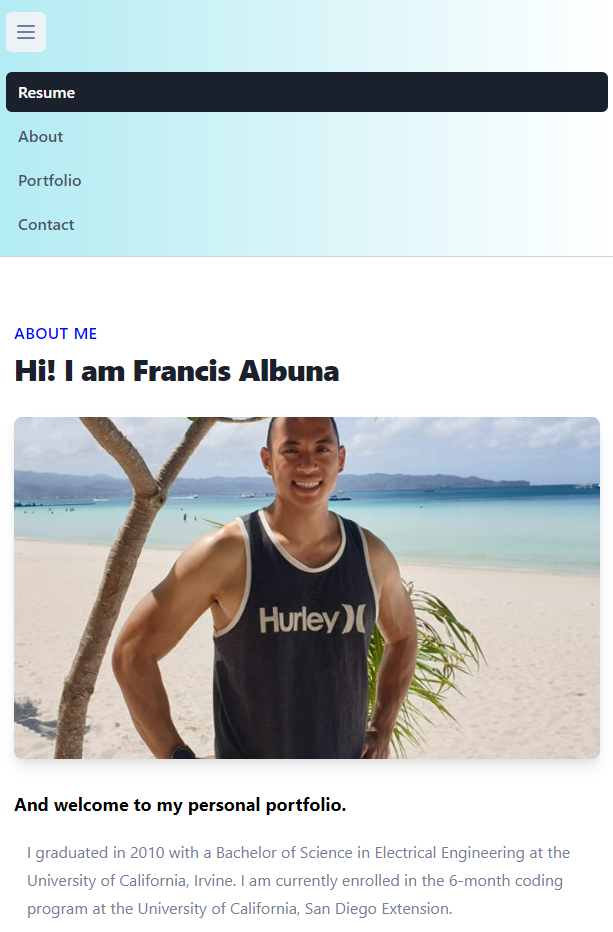 Resume
About
Portfolio
Contact
ABOUT ME
Hi! I am Francis Albuna
Hurley
And welcome to my personal portfolio.
I graduated in 2010 with a Bachelor of Science in Electrical Engineering at the
University of California, Irvine. I am currently enrolled in the 6-month coding
program at the University of California, San Diego Extension.